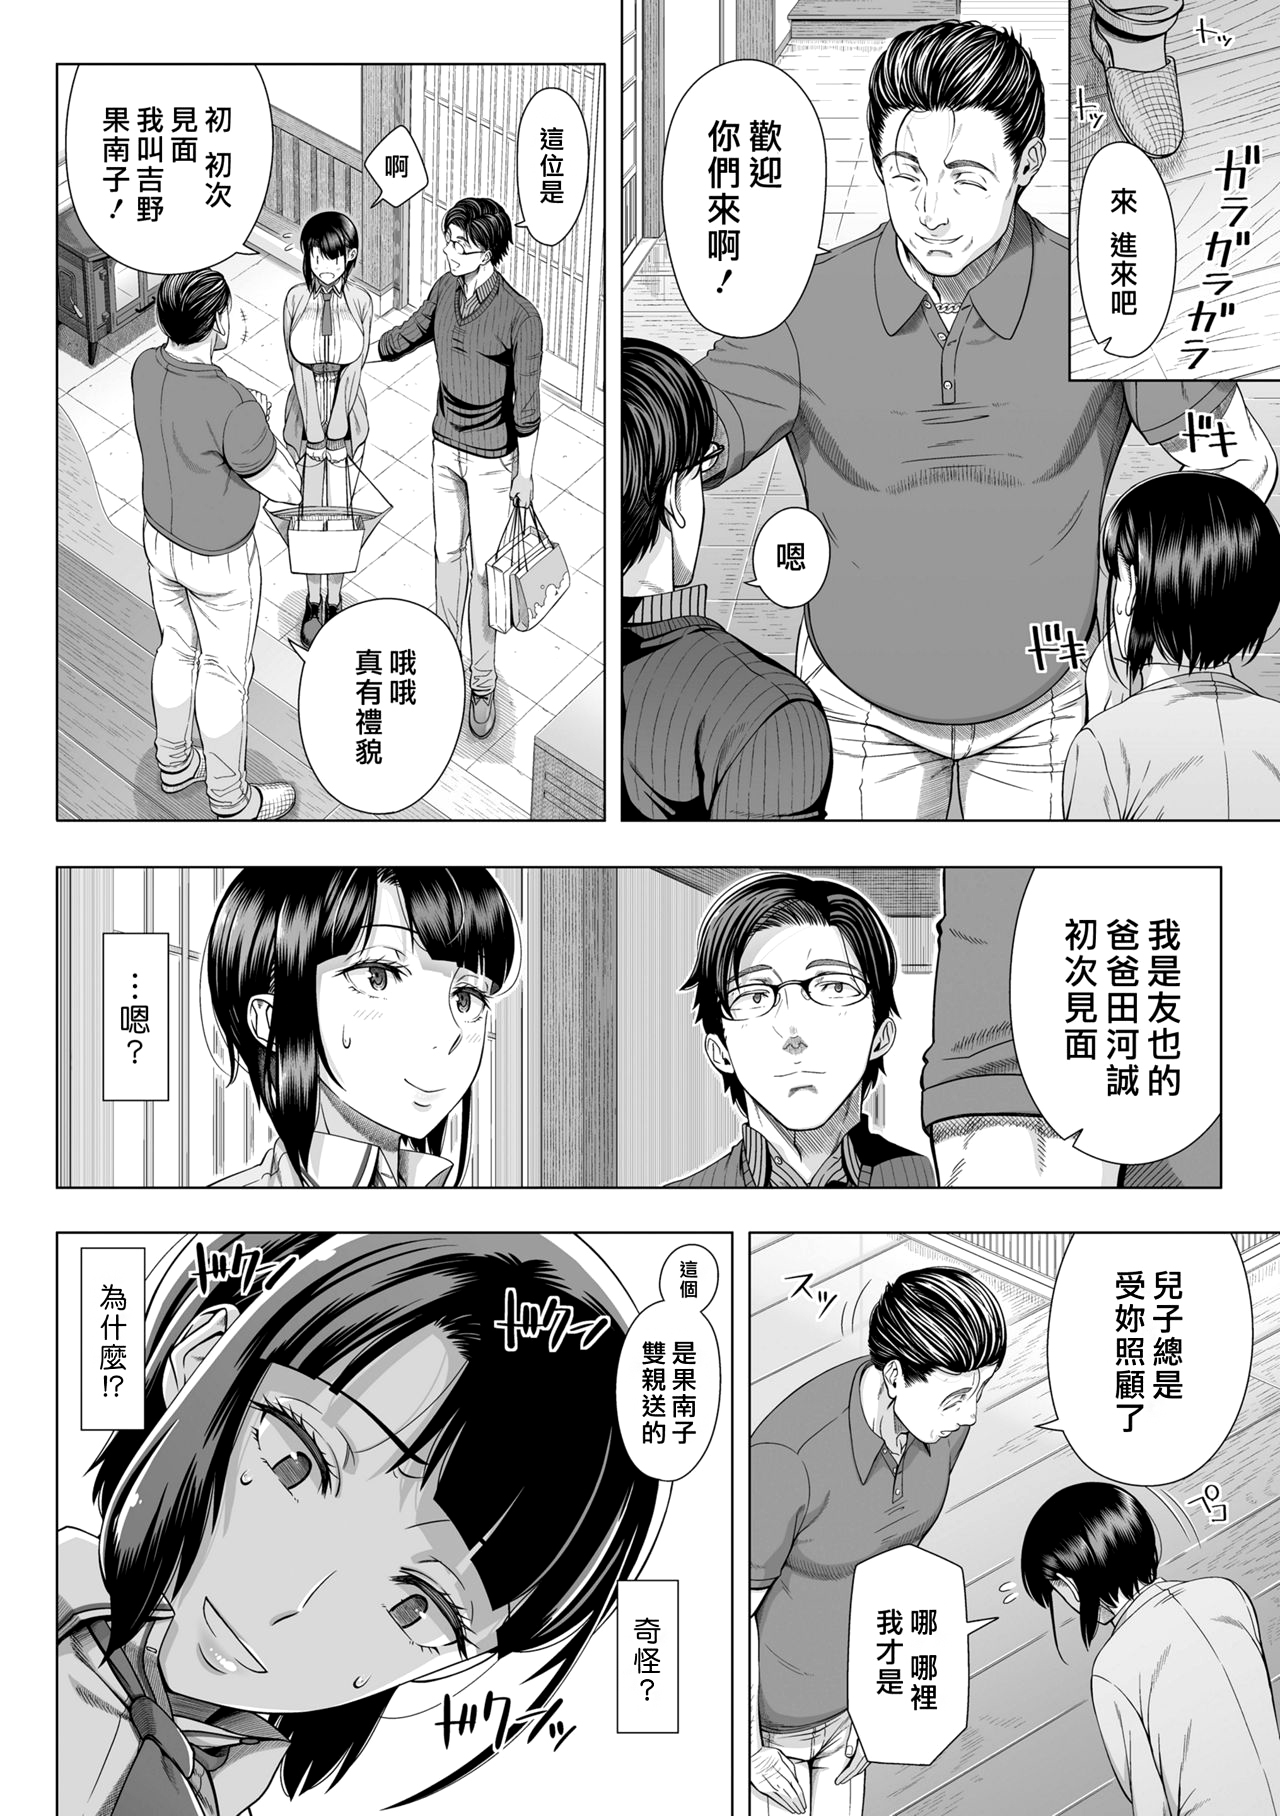 トッ
トッ
ガラガラガラガラ
來 進來吧
歡迎
你們來啊！
ドキ
嗯
ドキ
這位是
啊
初 初次
見面
我叫吉野
果南子！
哦哦
真有禮貌
我是友也的
爸爸田河誠
初次見面
…嗯？
兒子總是
受妳照顧了
スッ
ペコ
哪 哪裡
我才是
這個
是果南子
雙親送的
ドクン
ドクン
為什麼!?
奇怪？
ドクーンッ